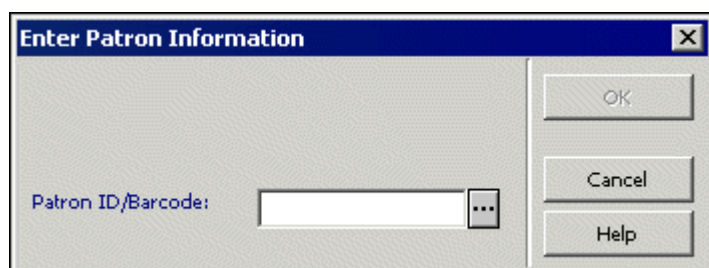 Enter Patron Information
OK
Patron ID/Barcode:
...
Cancel
Help